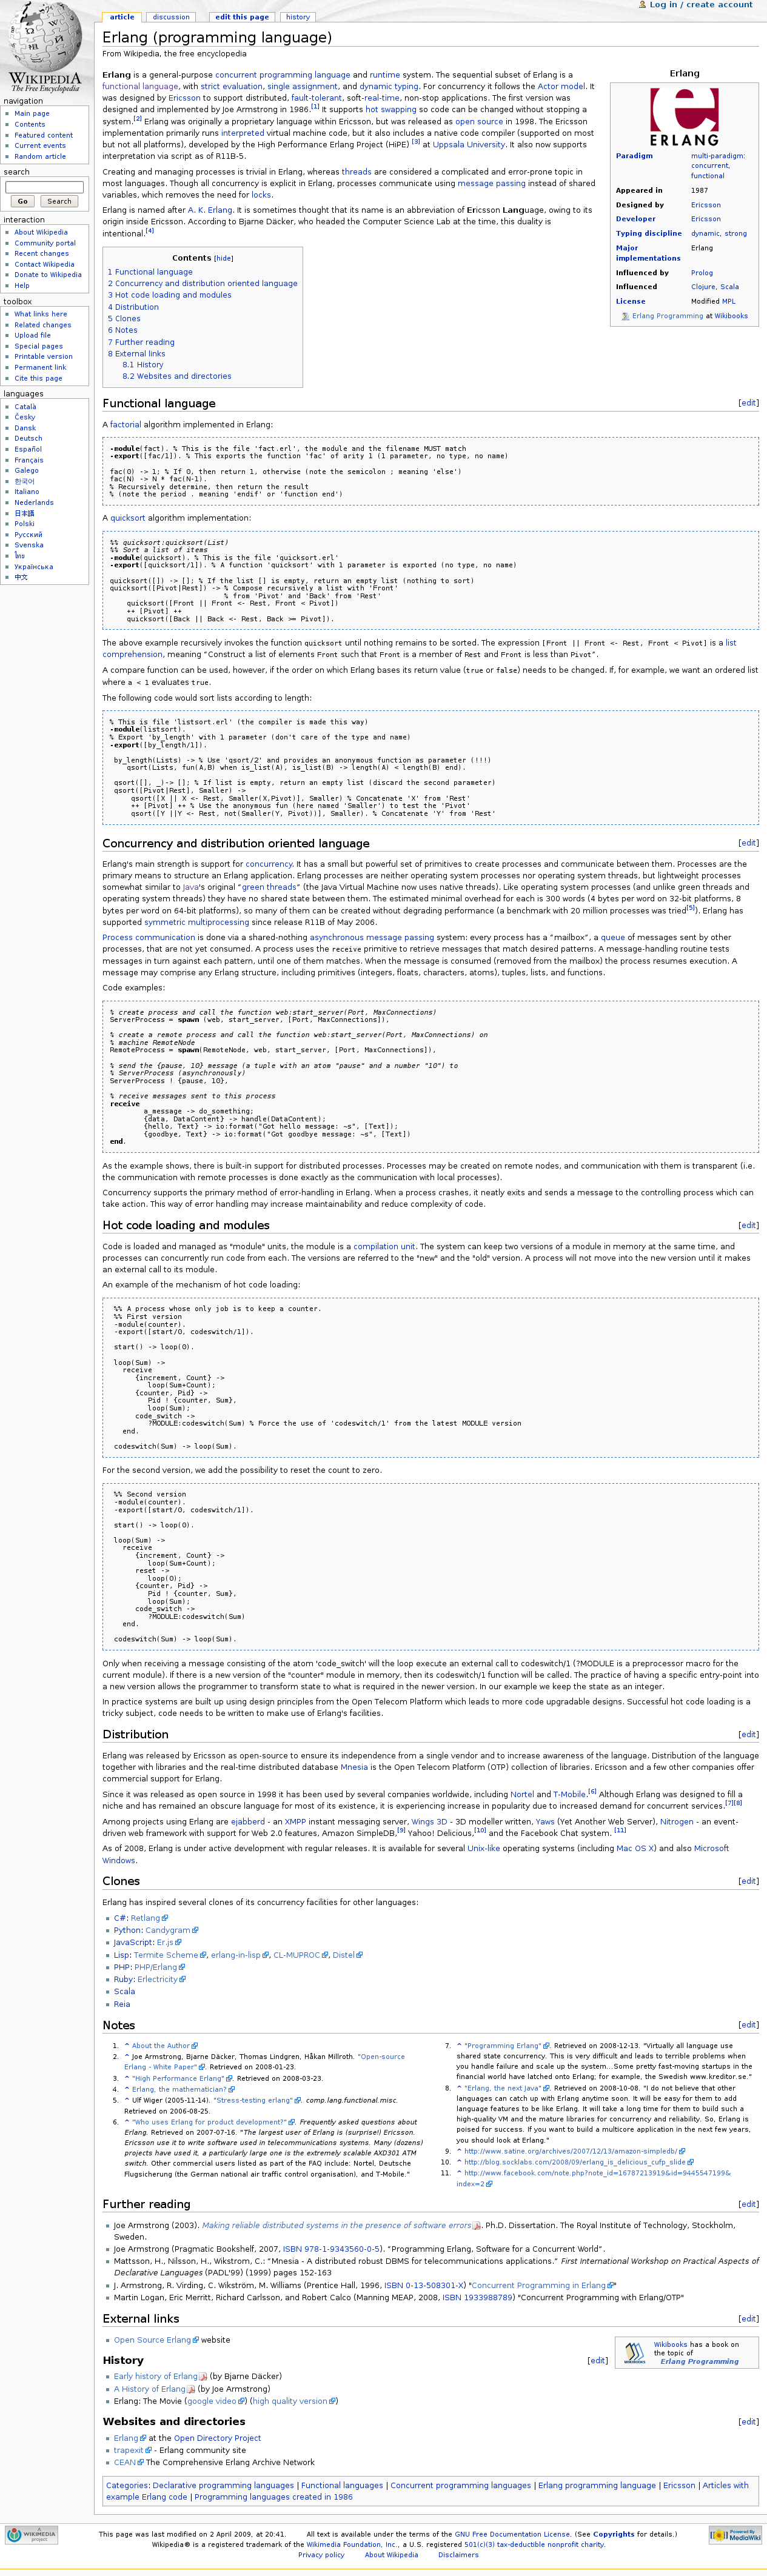 Log in / create account
article
discussion
edit this page
history
WIKIPEDIA
The Free Encyclopedia
navigation
Main page
Contents
Featured content
Current events
Random article
search
Go
Search
interaction
About Wikipedia
Community portal
Recent changes
Contact Wikipedia
Donate to Wikipedia
Help
toolbox
What links here
Related changes
Upload file
Special pages
Printable version
Permanent link
Cite this page
languages
Català
Česky
Dansk
Deutsch
Español
Français
Galego
한국어
Italiano
Nederlands
日本語
Polski
Русский
Svenska
ไทย
Українська
中文
Erlang (programming language)
From Wikipedia, the free encyclopedia
Erlang is a general-purpose concurrent programming language and runtime system. The sequential subset of Erlang is a
functional language, with strict evaluation, single assignment, and dynamic typing. For concurrency it follows the Actor model. It
was designed by Ericsson to support distributed, fault-tolerant, soft-real-time, non-stop applications. The first version was
designed and implemented by Joe Armstrong in 1986.[1] It supports hot swapping so code can be changed without stopping a
system.[2] Erlang was originally a proprietary language within Ericsson, but was released as open source in 1998. The Ericsson
implementation primarily runs interpreted virtual machine code, but it also includes a native code compiler (supported on most
but not all platforms), developed by the High Performance Erlang Project (HiPE) [3] at Uppsala University. It also now supports
interpretation via script as of R11B-5.
Creating and managing processes is trivial in Erlang, whereas threads are considered a complicated and error-prone topic in
most languages. Though all concurrency is explicit in Erlang, processes communicate using message passing instead of shared
variables, which removes the need for locks.
Erlang is named after A. K. Erlang. It is sometimes thought that its name is an abbreviation of Ericsson Language, owing to its
origin inside Ericsson. According to Bjarne Däcker, who headed the Computer Science Lab at the time, this duality is
intentional.[4]
Erlang
ERLANG
Paradigm multi-paradigm:
concurrent,
functional
Appeared in 1987
Designed by Ericsson
Developer Ericsson
Typing discipline dynamic, strong
Major Erlang
implementations
Influenced by Prolog
Influenced Clojure, Scala
License Modified MPL
Erlang Programming at Wikibooks
Contents [hide]
1 Functional language
2 Concurrency and distribution oriented language
3 Hot code loading and modules
4 Distribution
5 Clones
6 Notes
7 Further reading
8 External links
8.1 History
8.2 Websites and directories
Functional language [edit]
A factorial algorithm implemented in Erlang:
-module(fact). % This is the file 'fact.erl', the module and the filename MUST match
-export([fac/1]). % This exports the function 'fac' of arity 1 (1 parameter, no type, no name)
fac(0) -> 1; % If 0, then return 1, otherwise (note the semicolon ; meaning 'else')
fac(N) -> N * fac(N-1).
% Recursively determine, then return the result
% (note the period . meaning 'endif' or 'function end')
A quicksort algorithm implementation:
%% quicksort:quicksort(List)
%% Sort a list of items
-module(quicksort). % This is the file 'quicksort.erl'
-export([quicksort/1]). % A function 'quicksort' with 1 parameter is exported (no type, no name)
quicksort([]) -> []; % If the list [] is empty, return an empty list (nothing to sort)
quicksort([Pivot|Rest]) -> % Compose recursively a list with 'Front'
% from 'Pivot' and 'Back' from 'Rest'
quicksort([Front || Front <- Rest, Front < Pivot])
++ [Pivot] ++
quicksort([Back || Back <- Rest, Back >= Pivot]).
The above example recursively invokes the function quicksort until nothing remains to be sorted. The expression [Front || Front <- Rest, Front < Pivot] is a list
comprehension, meaning “Construct a list of elements Front such that Front is a member of Rest and Front is less than Pivot”.
A compare function can be used, however, if the order on which Erlang bases its return value (true or false) needs to be changed. If, for example, we want an ordered list
where a < 1 evaluates true.
The following code would sort lists according to length:
% This is file 'listsort.erl' (the compiler is made this way)
-module(listsort).
% Export 'by_length' with 1 parameter (don't care of the type and name)
-export([by_length/1]).
by_length(Lists) -> % Use 'qsort/2' and provides an anonymous function as parameter (!!!)
qsort(Lists, fun(A,B) when is_list(A), is_list(B) -> length(A) < length(B) end).
qsort([], _)-> []; % If list is empty, return an empty list (discard the second parameter)
qsort([Pivot|Rest], Smaller) ->
qsort([X || X <- Rest, Smaller(X,Pivot)], Smaller) % Concatenate 'X' from 'Rest'
++ [Pivot] ++ % Use the anonymous fun (here named 'Smaller') to test the 'Pivot'
qsort([Y ||Y <- Rest, not(Smaller(Y, Pivot))], Smaller). % Concatenate 'Y' from 'Rest'
Concurrency and distribution oriented language [edit]
Erlang's main strength is support for concurrency. It has a small but powerful set of primitives to create processes and communicate between them. Processes are the
primary means to structure an Erlang application. Erlang processes are neither operating system processes nor operating system threads, but lightweight processes
somewhat similar to Java's original “green threads” (the Java Virtual Machine now uses native threads). Like operating system processes (and unlike green threads and
operating system threads) they have no shared state between them. The estimated minimal overhead for each is 300 words (4 bytes per word on 32-bit platforms, 8
bytes per word on 64-bit platforms), so many of them can be created without degrading performance (a benchmark with 20 million processes was tried[5]). Erlang has
supported symmetric multiprocessing since release R11B of May 2006.
Process communication is done via a shared-nothing asynchronous message passing system: every process has a “mailbox”, a queue of messages sent by other
processes, that are not yet consumed. A process uses the receive primitive to retrieve messages that match desired patterns. A message-handling routine tests
messages in turn against each pattern, until one of them matches. When the message is consumed (removed from the mailbox) the process resumes execution. A
message may comprise any Erlang structure, including primitives (integers, floats, characters, atoms), tuples, lists, and functions.
Code examples:
% create process and call the function web:start_server(Port, MaxConnections)
ServerProcess = spawn (web, start_server, [Port, MaxConnections]),
% create a remote process and call the function web:start_server(Port, MaxConnections) on
% machine RemoteNode
RemoteProcess = spawn(RemoteNode, web, start_server, [Port, MaxConnections]),
% send the {pause, 10} message (a tuple with an atom "pause" and a number "10") to
% ServerProcess (asynchronously)
ServerProcess ! {pause, 10},
% receive messages sent to this process
receive
a_message -> do_something;
{data, DataContent} -> handle(DataContent);
{hello, Text} -> io:format("Got hello message: ~s", [Text]);
{goodbye, Text} -> io:format("Got goodbye message: ~s", [Text])
end.
As the example shows, there is built-in support for distributed processes. Processes may be created on remote nodes, and communication with them is transparent (i.e.
the communication with remote processes is done exactly as the communication with local processes).
Concurrency supports the primary method of error-handling in Erlang. When a process crashes, it neatly exits and sends a message to the controlling process which can
take action. This way of error handling may increase maintainability and reduce complexity of code.
Hot code loading and modules [edit]
Code is loaded and managed as "module" units, the module is a compilation unit. The system can keep two versions of a module in memory at the same time, and
processes can concurrently run code from each. The versions are referred to the "new" and the "old" version. A process will not move into the new version until it makes
an external call to its module.
An example of the mechanism of hot code loading:
%% A process whose only job is to keep a counter.
%% First version
-module(counter).
-export([start/0, codeswitch/1]).
start() -> loop(0).
loop(Sum) ->
receive
{increment, Count} ->
loop(Sum+Count);
{counter, Pid} ->
Pid ! {counter, Sum},
loop(Sum);
code_switch ->
?MODULE:codeswitch(Sum) % Force the use of 'codeswitch/1' from the latest MODULE version
end.
codeswitch(Sum) -> loop(Sum).
For the second version, we add the possibility to reset the count to zero.
%% Second version
-module(counter).
-export([start/0, codeswitch/1]).
start() -> loop(0).
loop(Sum) ->
receive
{increment, Count} ->
loop(Sum+Count);
reset ->
loop(0);
{counter, Pid} ->
Pid ! {counter, Sum},
loop(Sum);
code_switch ->
?MODULE:codeswitch(Sum)
end.
codeswitch(Sum) -> loop(Sum).
Only when receiving a message consisting of the atom 'code_switch' will the loop execute an external call to codeswitch/1 (?MODULE is a preprocessor macro for the
current module). If there is a new version of the "counter" module in memory, then its codeswitch/1 function will be called. The practice of having a specific entry-point into
a new version allows the programmer to transform state to what is required in the newer version. In our example we keep the state as an integer.
In practice systems are built up using design principles from the Open Telecom Platform which leads to more code upgradable designs. Successful hot code loading is a
tricky subject, code needs to be written to make use of Erlang's facilities.
Distribution [edit]
Erlang was released by Ericsson as open-source to ensure its independence from a single vendor and to increase awareness of the language. Distribution of the language
together with libraries and the real-time distributed database Mnesia is the Open Telecom Platform (OTP) collection of libraries. Ericsson and a few other companies offer
commercial support for Erlang.
Since it was released as open source in 1998 it has been used by several companies worldwide, including Nortel and T-Mobile.[6] Although Erlang was designed to fill a
niche and has remained an obscure language for most of its existence, it is experiencing increase in popularity due to increased demand for concurrent services.[7][8]
Among projects using Erlang are ejabberd - an XMPP instant messaging server, Wings 3D - 3D modeller written, Yaws (Yet Another Web Server), Nitrogen - an event-
driven web framework with support for Web 2.0 features, Amazon SimpleDB,[9] Yahoo! Delicious,[10] and the Facebook Chat system. [11]
As of 2008, Erlang is under active development with regular releases. It is available for several Unix-like operating systems (including Mac OS X) and also Microsoft
Windows.
Clones [edit]
Erlang has inspired several clones of its concurrency facilities for other languages:
C#: Retlang
Python: Candygram
JavaScript: Er.js
Lisp: Termite Scheme, erlang-in-lisp, CL-MUPROC, Distel
PHP: PHP/Erlang
Ruby: Erlectricity
Scala
Reia
Notes [edit]
1. ^ About the Author
2. ^ Joe Armstrong, Bjarne Däcker, Thomas Lindgren, Håkan Millroth. "Open-source
Erlang - White Paper". Retrieved on 2008-01-23.
3. ^ "High Performance Erlang". Retrieved on 2008-03-23.
4. ^ Erlang, the mathematician?
5. ^ Ulf Wiger (2005-11-14). "Stress-testing erlang". comp.lang.functional.misc.
Retrieved on 2006-08-25.
6. ^ "Who uses Erlang for product development?". Frequently asked questions about
Erlang. Retrieved on 2007-07-16. "The largest user of Erlang is (surprise!) Ericsson.
Ericsson use it to write software used in telecommunications systems. Many (dozens)
projects have used it, a particularly large one is the extremely scalable AXD301 ATM
switch. Other commercial users listed as part of the FAQ include: Nortel, Deutsche
Flugsicherung (the German national air traffic control organisation), and T-Mobile."
7. ^ "Programming Erlang". Retrieved on 2008-12-13. "Virtually all language use
shared state concurrency. This is very difficult and leads to terrible problems when
you handle failure and scale up the system...Some pretty fast-moving startups in the
financial world have latched onto Erlang; for example, the Swedish www.kreditor.se."
8. ^ "Erlang, the next Java". Retrieved on 2008-10-08. "I do not believe that other
languages can catch up with Erlang anytime soon. It will be easy for them to add
language features to be like Erlang. It will take a long time for them to build such a
high-quality VM and the mature libraries for concurrency and reliability. So, Erlang is
poised for success. If you want to build a multicore application in the next few years,
you should look at Erlang."
9. ^ http://www.satine.org/archives/2007/12/13/amazon-simpledb/
10. ^ http://blog.socklabs.com/2008/09/erlang_is_delicious_cufp_slide
11. ^ http://www.facebook.com/note.php?note_id=16787213919&id=9445547199&
index=2
Further reading [edit]
Joe Armstrong (2003). Making reliable distributed systems in the presence of software errors. Ph.D. Dissertation. The Royal Institute of Technology, Stockholm,
Sweden.
Joe Armstrong (Pragmatic Bookshelf, 2007, ISBN 978-1-9343560-0-5). “Programming Erlang, Software for a Concurrent World”.
Mattsson, H., Nilsson, H., Wikstrom, C.: “Mnesia - A distributed robust DBMS for telecommunications applications.” First International Workshop on Practical Aspects of
Declarative Languages (PADL'99) (1999) pages 152-163
J. Armstrong, R. Virding, C. Wikström, M. Williams (Prentice Hall, 1996, ISBN 0-13-508301-X) "Concurrent Programming in Erlang"
Martin Logan, Eric Merritt, Richard Carlsson, and Robert Calco (Manning MEAP, 2008, ISBN 1933988789) "Concurrent Programming with Erlang/OTP"
External links [edit]
Open Source Erlang website
Wikibooks has a book on
the topic of
Erlang Programming
WIKIBOOKS
History [edit]
Early history of Erlang (by Bjarne Däcker)
A History of Erlang (by Joe Armstrong)
Erlang: The Movie (google video) (high quality version)
Websites and directories [edit]
Erlang at the Open Directory Project
trapexit - Erlang community site
CEAN The Comprehensive Erlang Archive Network
Categories: Declarative programming languages | Functional languages | Concurrent programming languages | Erlang programming language | Ericsson | Articles with
example Erlang code | Programming languages created in 1986
A WIKIMEDIA
project
This page was last modified on 2 April 2009, at 20:41. All text is available under the terms of the GNU Free Documentation License. (See Copyrights for details.)
Wikipedia® is a registered trademark of the Wikimedia Foundation, Inc., a U.S. registered 501(c)(3) tax-deductible nonprofit charity.
Privacy policy About Wikipedia Disclaimers
Powered By
MediaWiki